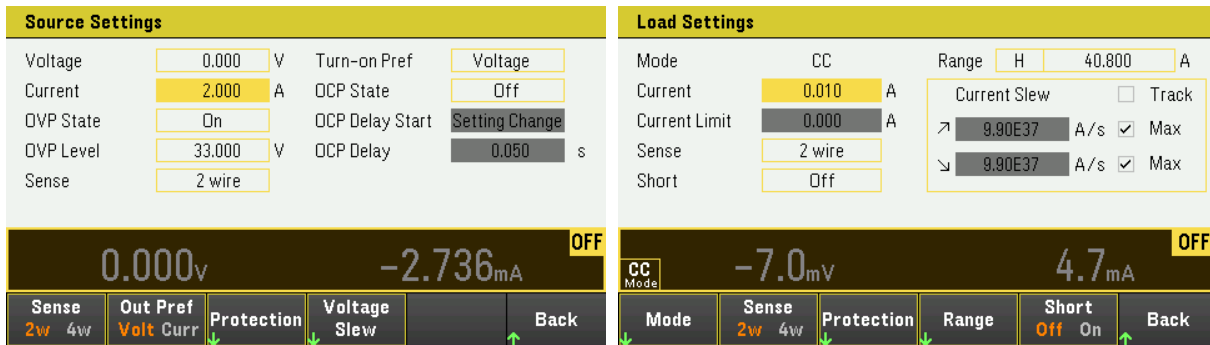 Source Settings
Voltage 0.000 V Turn-on Pref Voltage
Current 2.000 A OCP State Off
OVP State On OCP Delay Start Setting Change
OVP Level 33.000 V OCP Delay 0.050 s
Sense 2 wire
OFF
0.000V -2.736mA
Sense 2w 4w
Out Pref Volt Curr
Protection
Voltage Slew
Back
Load Settings
Mode CC Range H 40.800 A
Current 0.010 A Current Slew Track
Current Limit 0.000 A 9.90E37 A/s Max
Sense 2 wire 9.90E37 A/s Max
Short Off
OFF
CC Mode -7.0mV 4.7mA
Mode
Sense 2w 4w
Protection
Range
Short Off On
Back